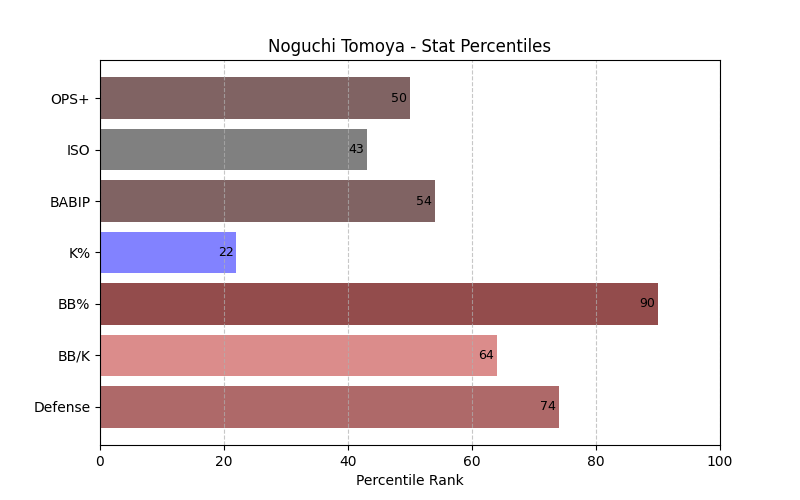 Noguchi Tomoya - Stat Percentiles
OPS+ 50
ISO 43
BABIP 54
K% 22
BB% 90
BB/K 64
Defense 74
0 20 40 60 80 100
Percentile Rank